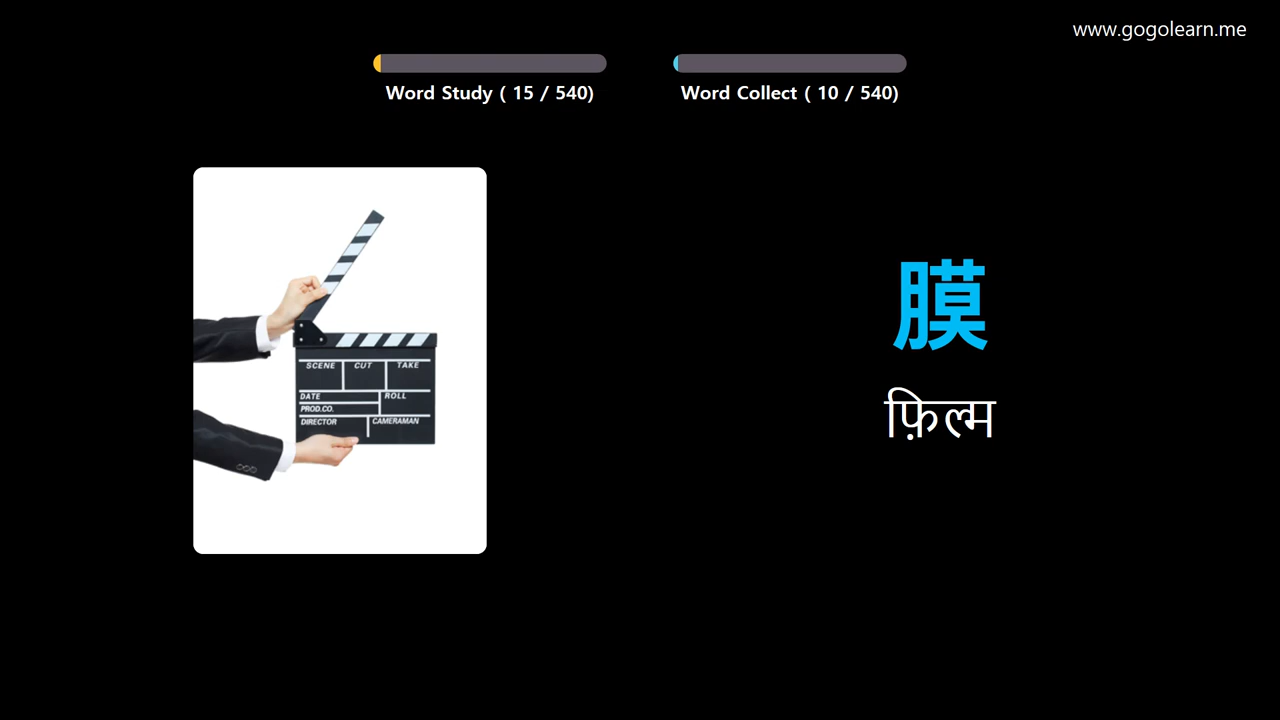 www.gogolearn.me
Word Study ( 15 / 540)
Word Collect ( 10 / 540)
SCENE CUT TAKE
DATE ROLL
PROD.CO.
DIRECTOR CAMERAMAN
膜
फ़िल्म